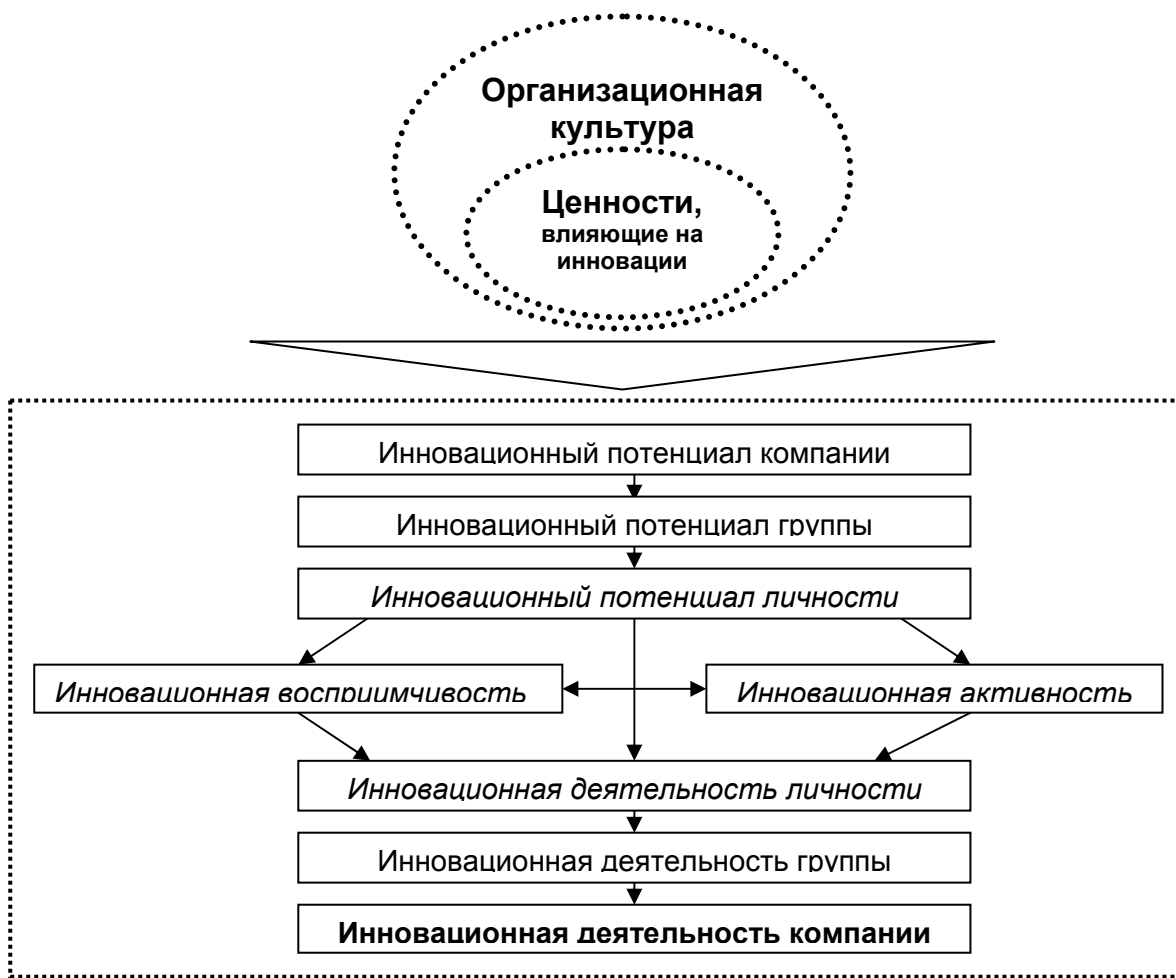 Организационная
культура
Ценности,
влияющие на
инновации
Инновационный потенциал компании
Инновационный потенциал группы
Инновационный потенциал личности
Инновационная восприимчивость
Инновационная активность
Инновационная деятельность личности
Инновационная деятельность группы
Инновационная деятельность компании